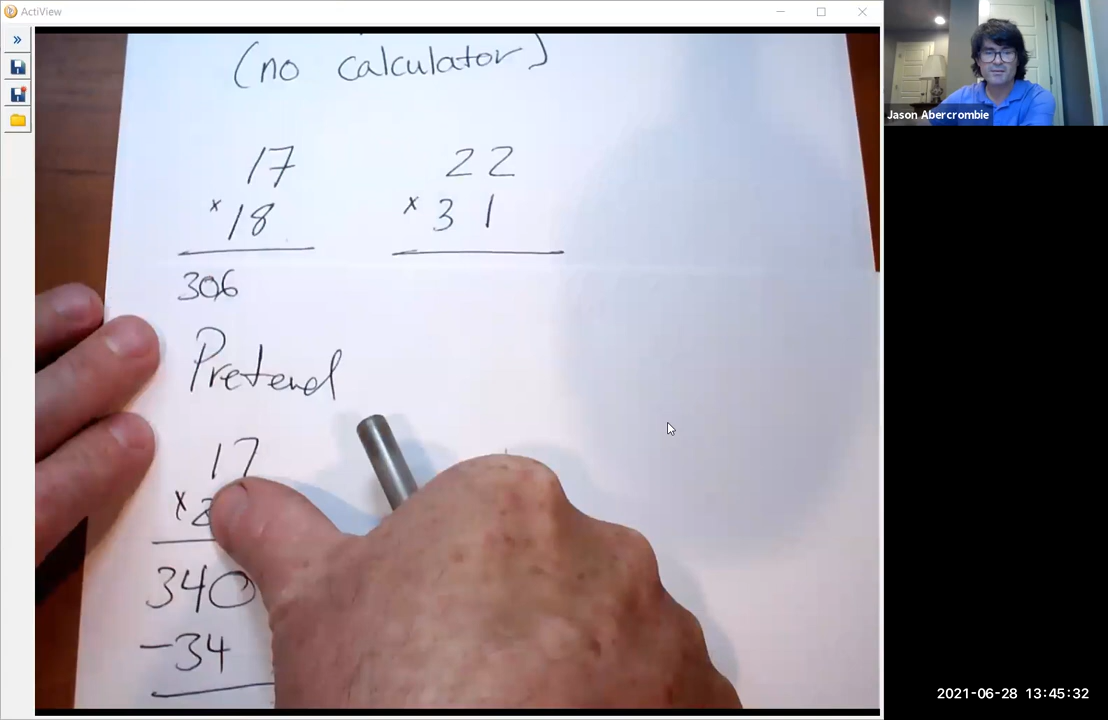 ActiView
(no calculator)
17
× 18
306
22
× 31
Pretend
17
× 2
340
-34
Jason Abercrombie
2021-06-28 13:45:32